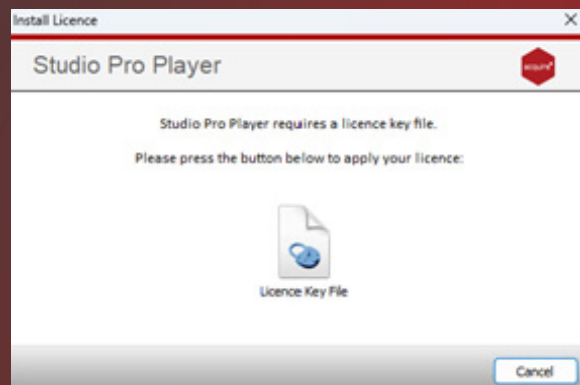 Install Licence
Studio Pro Player
acquire
Studio Pro Player requires a licence key file.
Please press the button below to apply your licence:
Licence Key File
Cancel